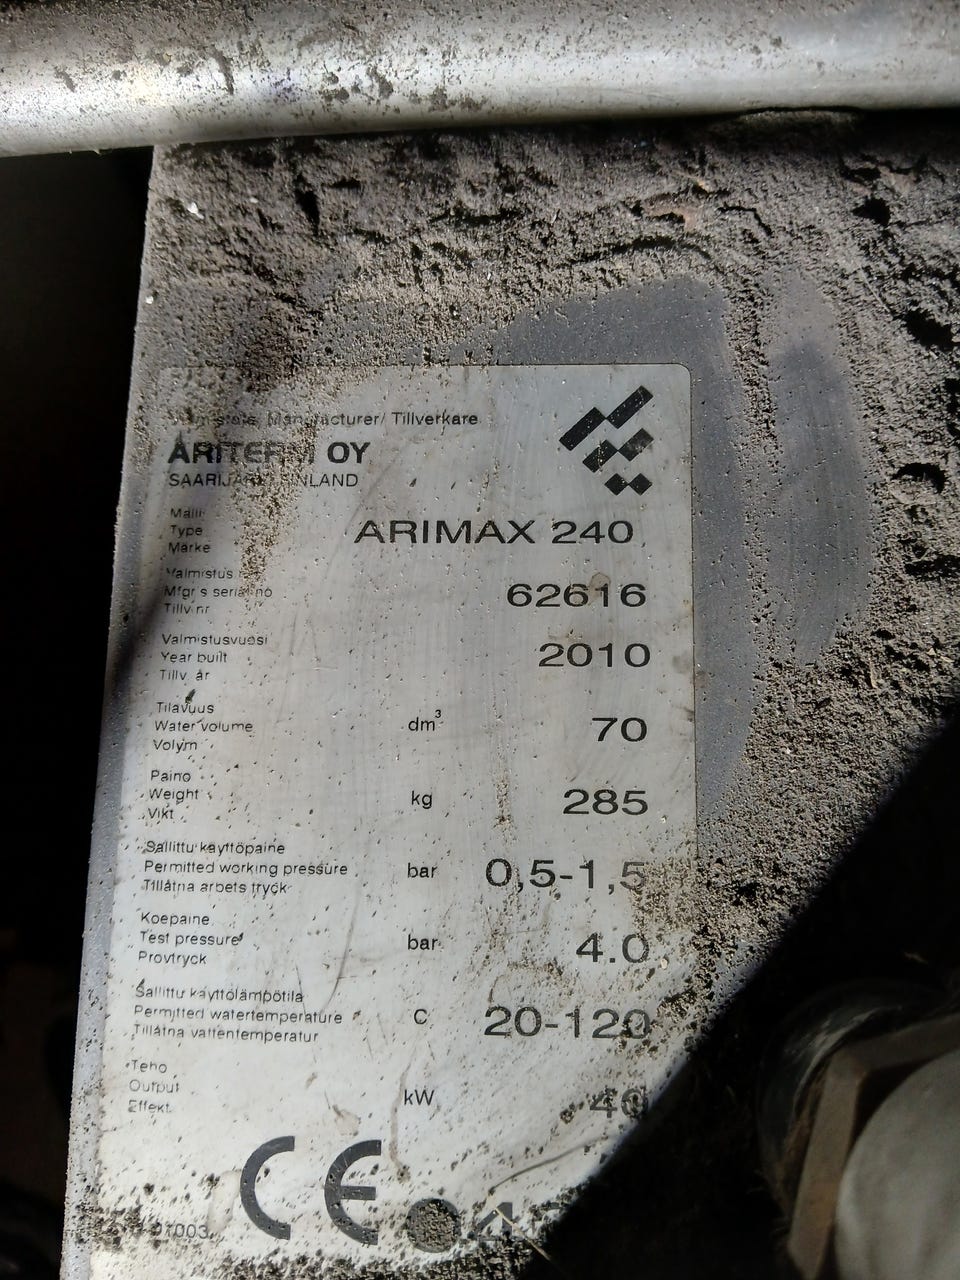 Manufacturer/ Tillverkare
ARITERM OY
SAARIJÄRVI FINLAND
Malli
Type ARIMAX 240
Marke
Valmistus
Mfgr's serial no 62616
Tillv nr
Valmistusvuosi
Year built 2010
Tillv. år
Tilavuus
Water volume dm³ 70
Volym
Paino
Weight kg 285
Vikt
Sallittu käyttöpaine
Permitted working pressure bar 0,5-1,5
Tillåtna arbets tryck
Koepaine
Test pressure bar 4.0
Provtryck
Sallittu käyttölämpötila
Permitted watertemperature C 20-120
Tillåtna vattentemperatur
Teho
Output kW 40
Effekt
CE